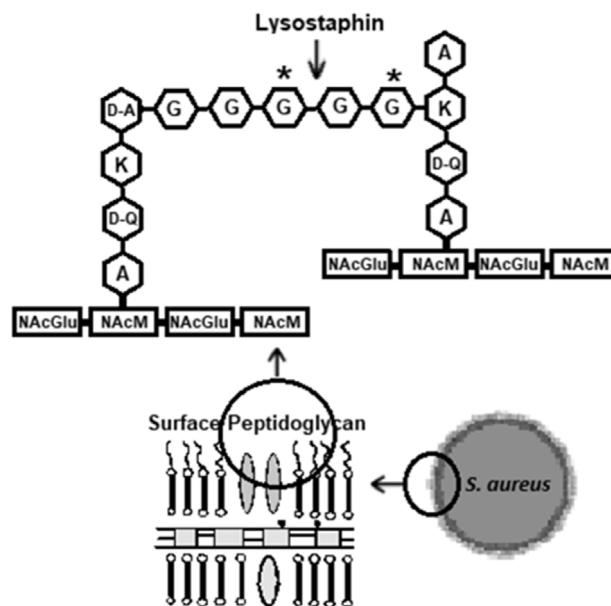 Lysostaphin
A
* *
D-A G G G G G K
K D-Q
D-Q A
A NAcGlu NAcM NAcGlu NAcM
NAcGlu NAcM NAcGlu NAcM
Surface Peptidoglycan
S. aureus